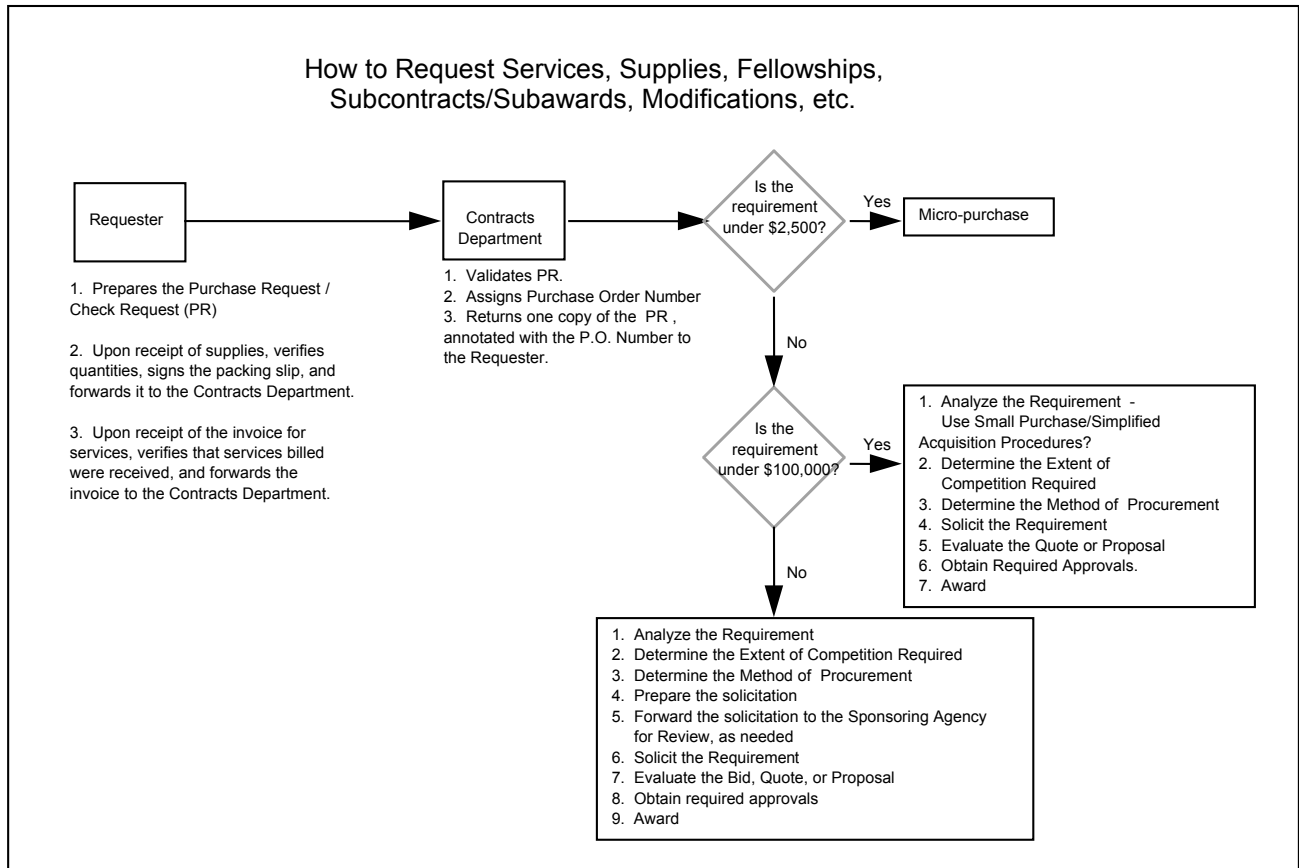 How to Request Services, Supplies, Fellowships,
Subcontracts/Subawards, Modifications, etc.
Requester
1. Prepares the Purchase Request /
Check Request (PR)
2. Upon receipt of supplies, verifies
quantities, signs the packing slip, and
forwards it to the Contracts Department.
3. Upon receipt of the invoice for
services, verifies that services billed
were received, and forwards the
invoice to the Contracts Department.
Contracts
Department
1. Validates PR.
2. Assigns Purchase Order Number
3. Returns one copy of the PR ,
annotated with the P.O. Number to
the Requester.
Is the
requirement
under $2,500?
Yes
Micro-purchase
No
Is the
requirement
under $100,000?
Yes
1. Analyze the Requirement -
Use Small Purchase/Simplified
Acquisition Procedures?
2. Determine the Extent of
Competition Required
3. Determine the Method of Procurement
4. Solicit the Requirement
5. Evaluate the Quote or Proposal
6. Obtain Required Approvals.
7. Award
No
1. Analyze the Requirement
2. Determine the Extent of Competition Required
3. Determine the Method of Procurement
4. Prepare the solicitation
5. Forward the solicitation to the Sponsoring Agency
for Review, as needed
6. Solicit the Requirement
7. Evaluate the Bid, Quote, or Proposal
8. Obtain required approvals
9. Award